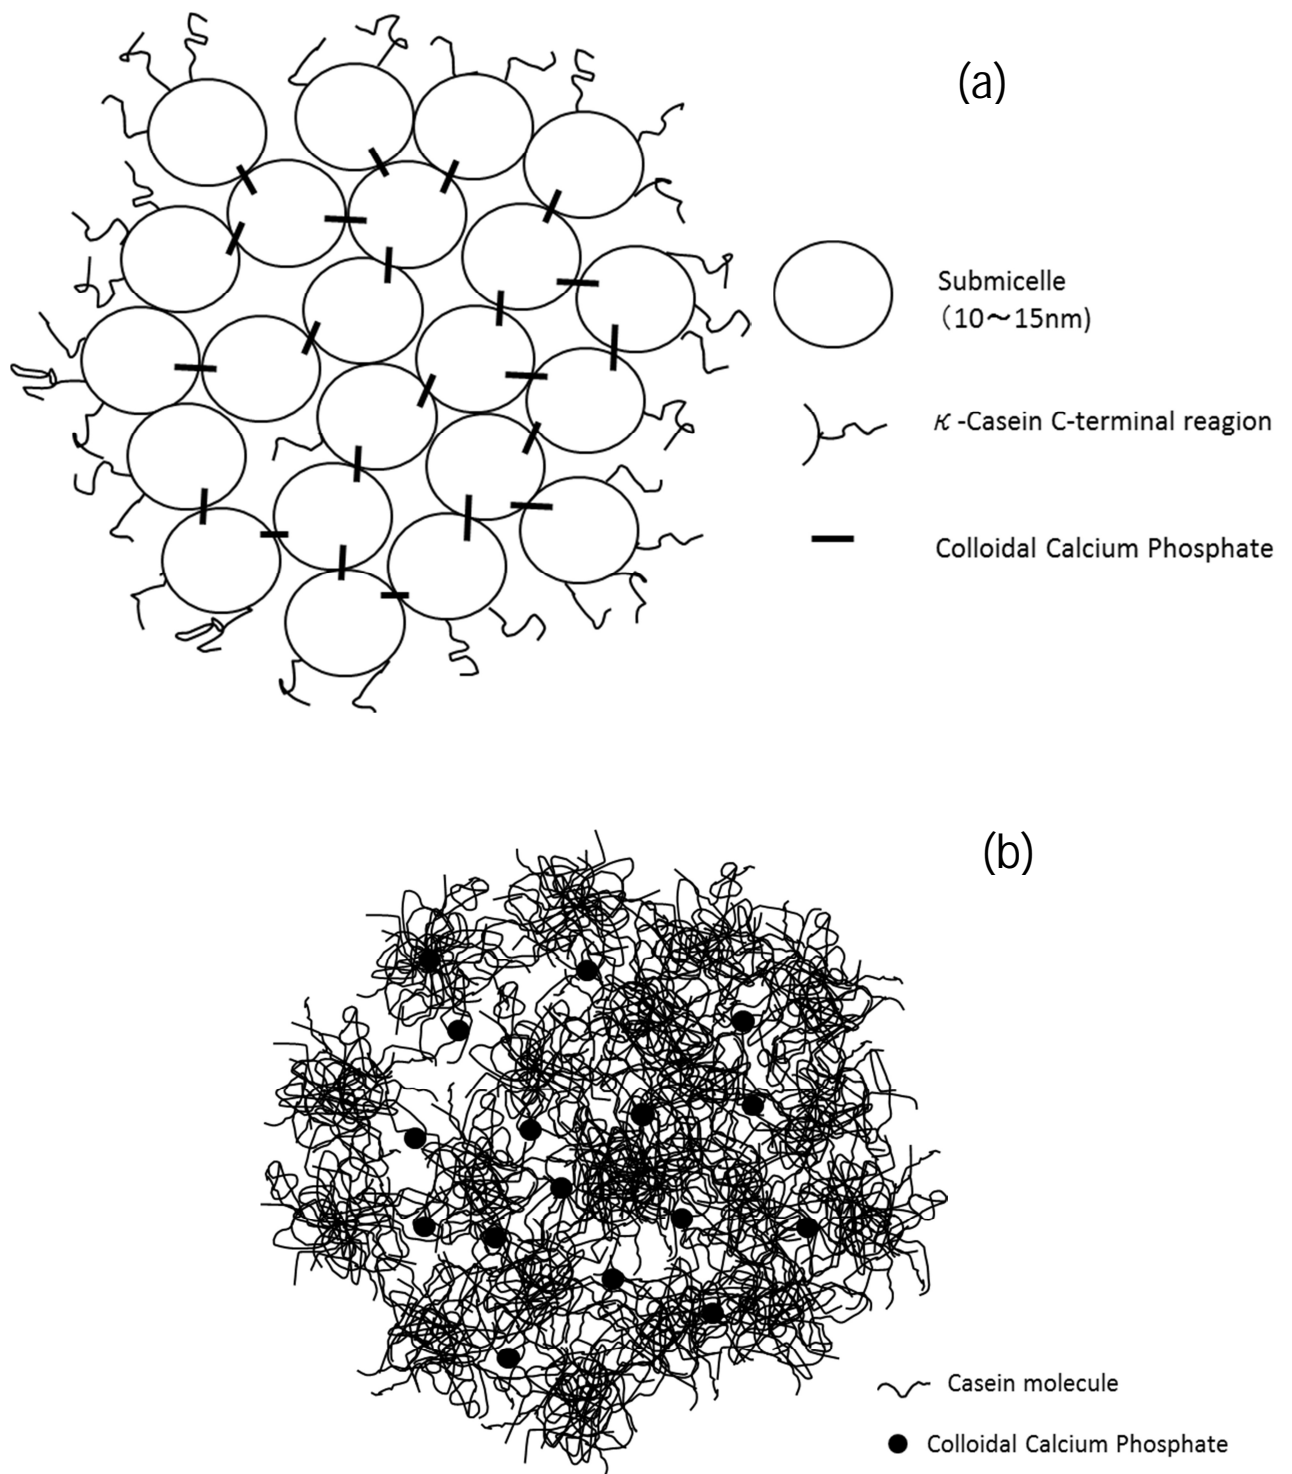 (a)
Submicelle
（10～15nm)
κ-Casein C-terminal reagion
Colloidal Calcium Phosphate
(b)
Casein molecule
Colloidal Calcium Phosphate